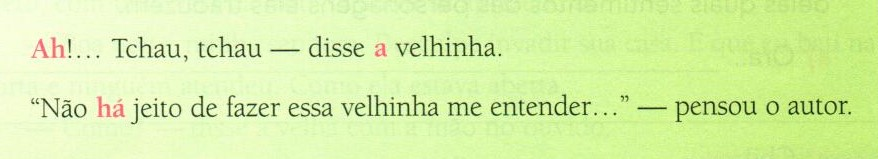 Ah!... Tchau, tchau — disse a velhinha.
“Não há jeito de fazer essa velhinha me entender...” — pensou o autor.